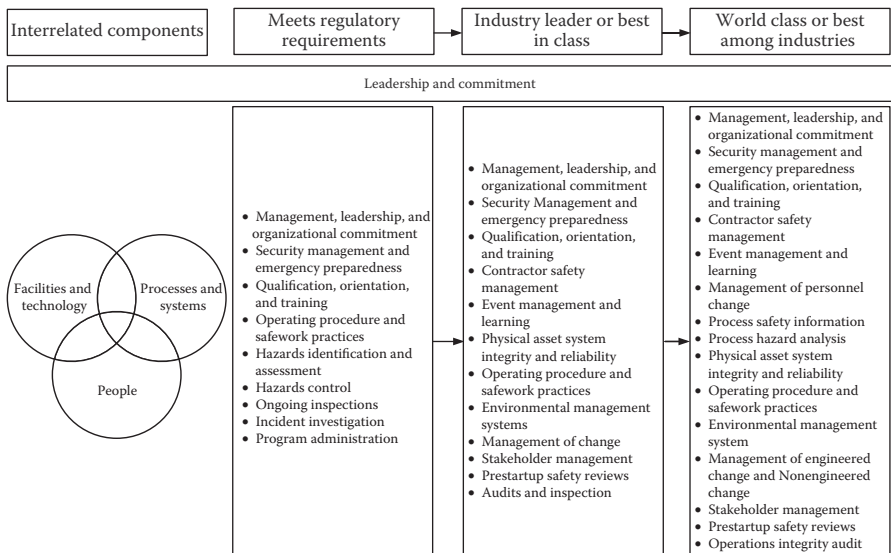 Interrelated components
Meets regulatory
requirements
Industry leader or best
in class
World class or best
among industries
Leadership and commitment
Facilities and
technology
Processes and
systems
People
• Management, leadership, and
organizational commitment
• Security management and
emergency preparedness
• Qualification, orientation,
and training
• Operating procedure and
safework practices
• Hazards identification and
assessment
• Hazards control
• Ongoing inspections
• Incident investigation
• Program administration
• Management, leadership, and
organizational commitment
• Security Management and
emergency preparedness
• Qualification, orientation,
and training
• Contractor safety
management
• Event management and
learning
• Physical asset system
integrity and reliability
• Operating procedure and
safework practices
• Environmental management
systems
• Management of change
• Stakeholder management
• Prestartup safety reviews
• Audits and inspection
• Management, leadership, and
organizational commitment
• Security management and
emergency preparedness
• Qualification, orientation,
and training
• Contractor safety
management
• Event management and
learning
• Management of personnel
change
• Process safety information
• Process hazard analysis
• Physical asset system
integrity and reliability
• Operating procedure and
safework practices
• Environmental management
system
• Management of engineered
change and Nonengineered
change
• Stakeholder management
• Prestartup safety reviews
• Operations integrity audit